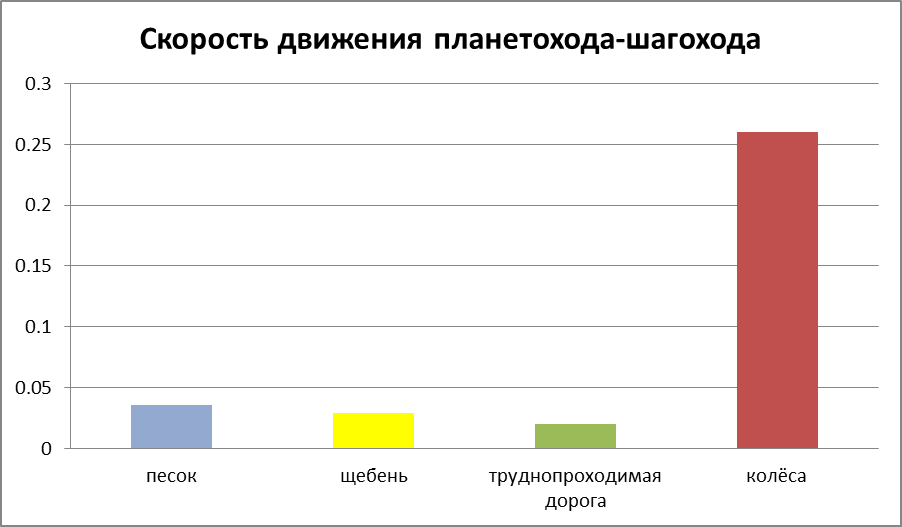 Скорость движения планетохода-шагохода
0.3
0.25
0.2
0.15
0.1
0.05
0
песок
щебень
труднопроходимая
дорога
колёса